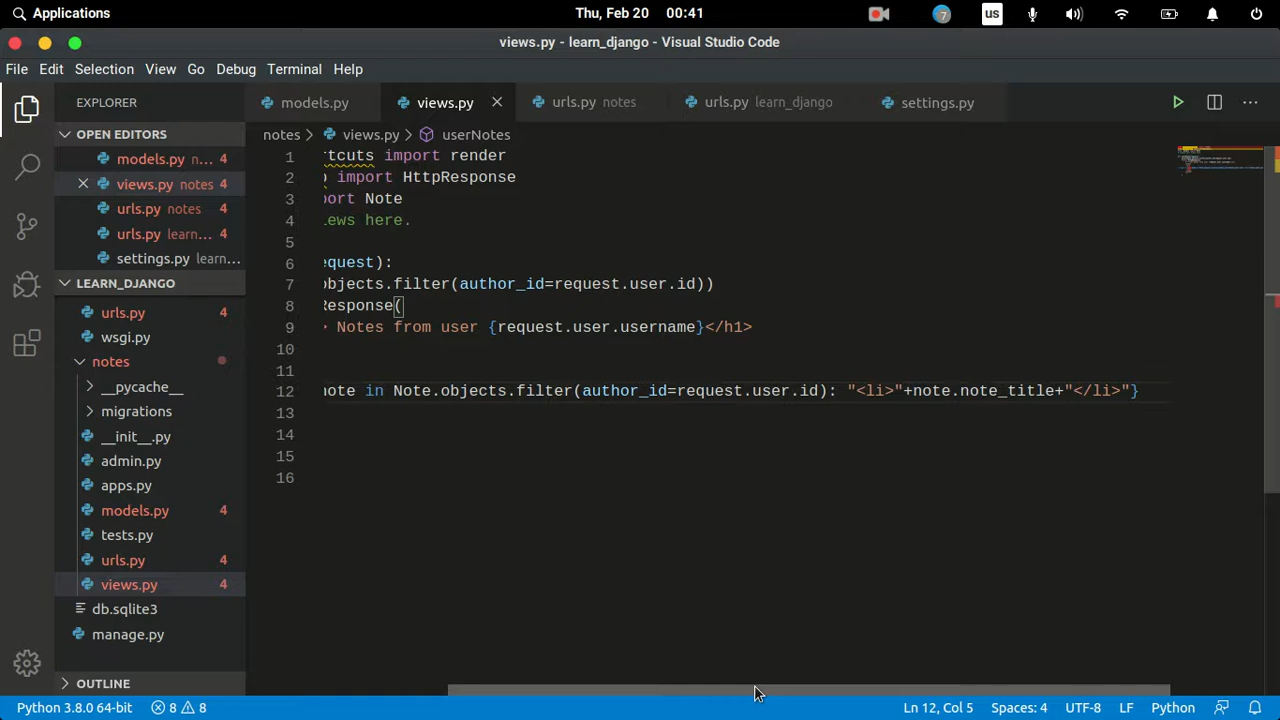 Applications
Thu, Feb 20 00:41
7
us
views.py - learn_django - Visual Studio Code
File Edit Selection View Go Debug Terminal Help
EXPLORER
models.py
views.py
urls.py notes
urls.py learn_django
settings.py
OPEN EDITORS
notes > views.py > userNotes
models.py n... 4
views.py notes 4
urls.py notes 4
urls.py learn... 4
settings.py learn...
LEARN_DJANGO
urls.py 4
wsgi.py
notes
__pycache__
migrations
__init__.py
admin.py
apps.py
models.py 4
tests.py
urls.py 4
views.py 4
db.sqlite3
manage.py
OUTLINE
1 tcuts import render
2 import HttpResponse
3 port Note
4 iews here.
5
6 equest):
7 objects.filter(author_id=request.user.id))
8 Response(
9 > Notes from user {request.user.username}</h1>
10
11
12 note in Note.objects.filter(author_id=request.user.id): "<li>"+note.note_title+"</li>"}
13
14
15
16
Python 3.8.0 64-bit 8 8 Ln 12, Col 5 Spaces: 4 UTF-8 LF Python